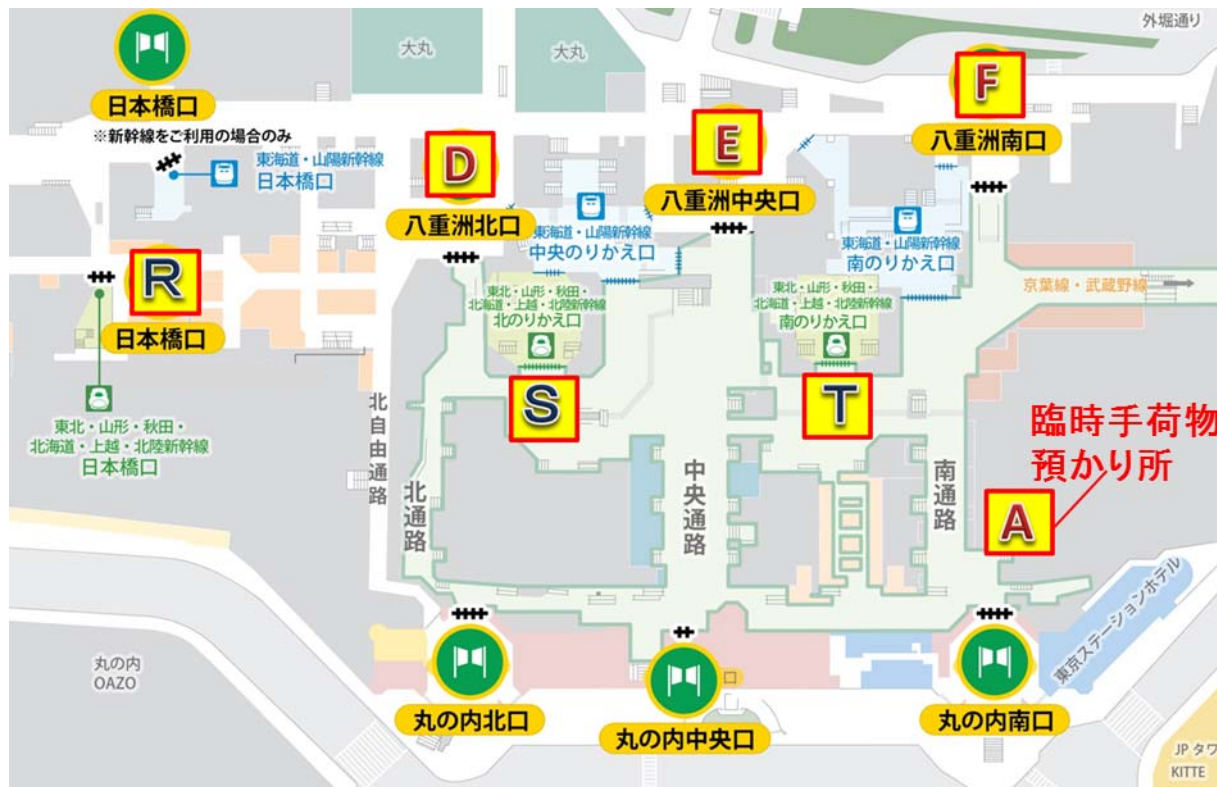 外堀通り
大丸
大丸
日本橋口
※新幹線をご利用の場合のみ
東海道・山陽新幹線
日本橋口
D
八重洲北口
E
八重洲中央口
F
八重洲南口
東海道・山陽新幹線
中央のりかえ口
東海道・山陽新幹線
南のりかえ口
R
日本橋口
東北・山形・秋田・
北海道・上越・北陸新幹線
北のりかえ口
東北・山形・秋田・
北海道・上越・北陸新幹線
南のりかえ口
京葉線・武蔵野線
S
T
東北・山形・秋田・
北海道・上越・北陸新幹線
日本橋口
北自由通路
北通路
中央通路
南通路
臨時手荷物
預かり所
A
東京ステーションホテル
丸の内
OAZO
丸の内北口
丸の内中央口
丸の内南口
JPタワ
KITTE